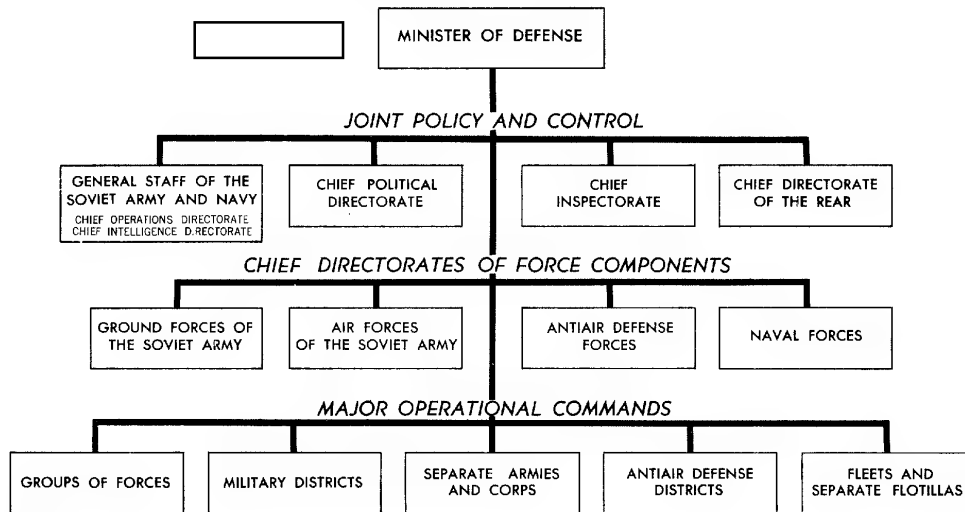 MINISTER OF DEFENSE
JOINT POLICY AND CONTROL
GENERAL STAFF OF THE
SOVIET ARMY AND NAVY
CHIEF OPERATIONS DIRECTORATE
CHIEF INTELLIGENCE D.RECTORATE
CHIEF POLITICAL
DIRECTORATE
CHIEF
INSPECTORATE
CHIEF DIRECTORATE
OF THE REAR
CHIEF DIRECTORATES OF FORCE COMPONENTS
GROUND FORCES OF
THE SOVIET ARMY
AIR FORCES
OF THE SOVIET ARMY
ANTIAIR DEFENSE
FORCES
NAVAL FORCES
MAJOR OPERATIONAL COMMANDS
GROUPS OF FORCES
MILITARY DISTRICTS
SEPARATE ARMIES
AND CORPS
ANTIAIR DEFENSE
DISTRICTS
FLEETS AND
SEPARATE FLOTILLAS